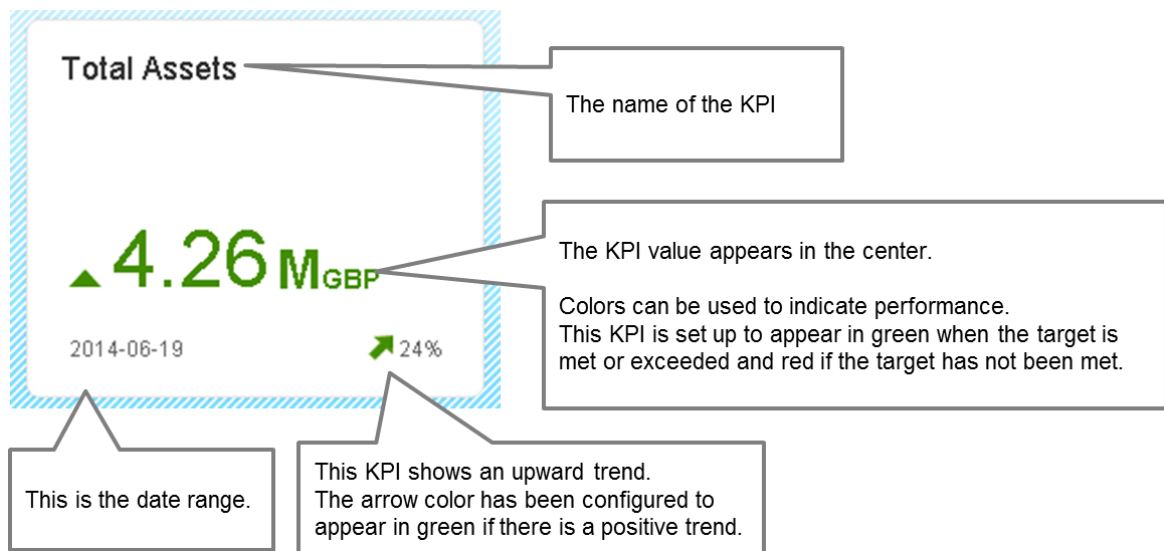 Total Assets
The name of the KPI
4.26 MGBP
The KPI value appears in the center.
Colors can be used to indicate performance.
This KPI is set up to appear in green when the target is
met or exceeded and red if the target has not been met.
2014-06-19
24%
This is the date range.
This KPI shows an upward trend.
The arrow color has been configured to
appear in green if there is a positive trend.